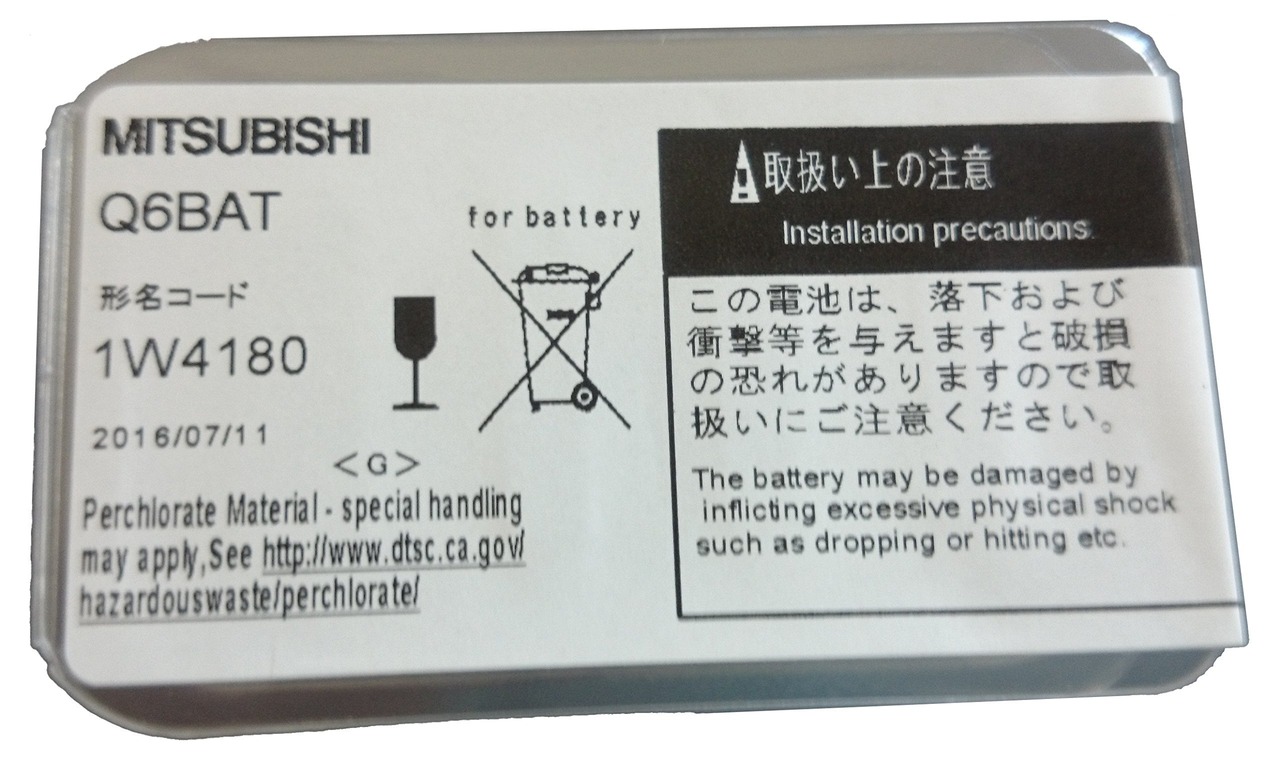 MITSUBISHI
Q6BAT
形名コード
1W4180
2016/07/11
for battery
<G>
Perchlorate Material - special handling
may apply,See http://www.dtsc.ca.gov/
hazardouswaste/perchlorate/
取扱い上の注意
Installation precautions.
この電池は、落下および
衝撃等を与えますと破損
の恐れがありますので取
扱いにご注意ください。
The battery may be damaged by
inflicting excessive physical shock
such as dropping or hitting etc.